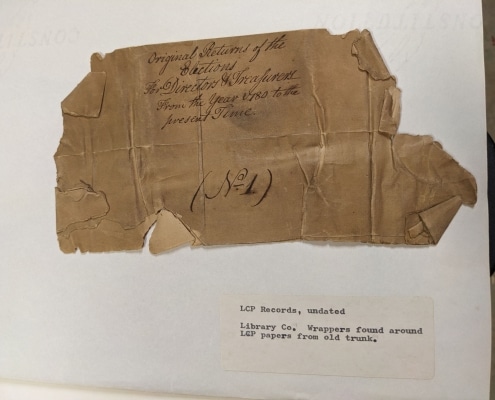 Original Returns of the
Elections
For Directors & Treasurers
From the Year 1780 to the
present Time.
(No. 1)
LCP Records, undated
Library Co. Wrappers found around
LCP papers from old trunk.